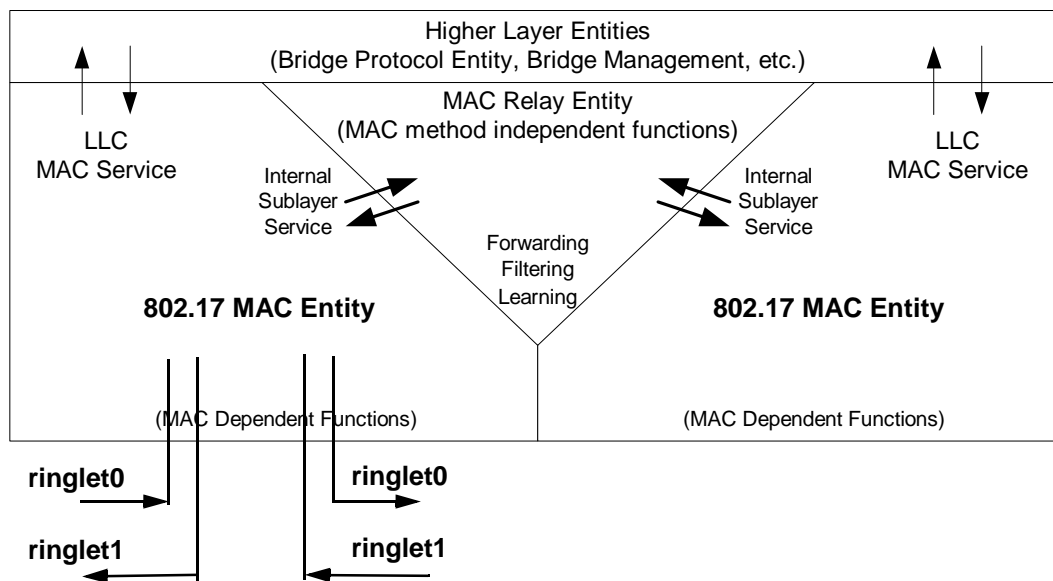 Higher Layer Entities
(Bridge Protocol Entity, Bridge Management, etc.)
MAC Relay Entity
(MAC method independent functions)
LLC
MAC Service
LLC
MAC Service
Internal
Sublayer
Service
Internal
Sublayer
Service
Forwarding
Filtering
Learning
802.17 MAC Entity
802.17 MAC Entity
(MAC Dependent Functions)
(MAC Dependent Functions)
ringlet0
ringlet0
ringlet1
ringlet1